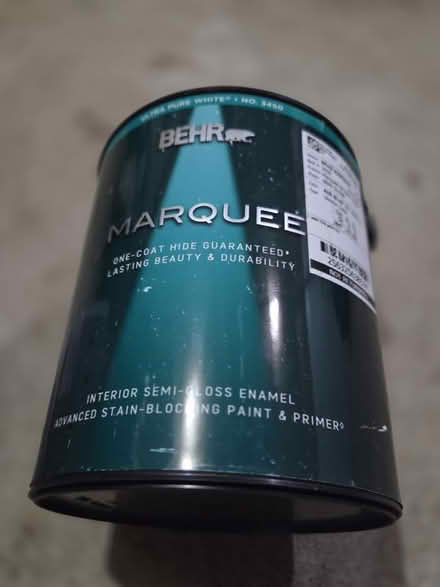 ULTRA PURE WHITE® • NO. 3450
BEHR
MARQUEE
ONE-COAT HIDE GUARANTEED*
LASTING BEAUTY & DURABILITY
INTERIOR SEMI-GLOSS ENAMEL
ADVANCED STAIN-BLOCKING PAINT & PRIMER◊